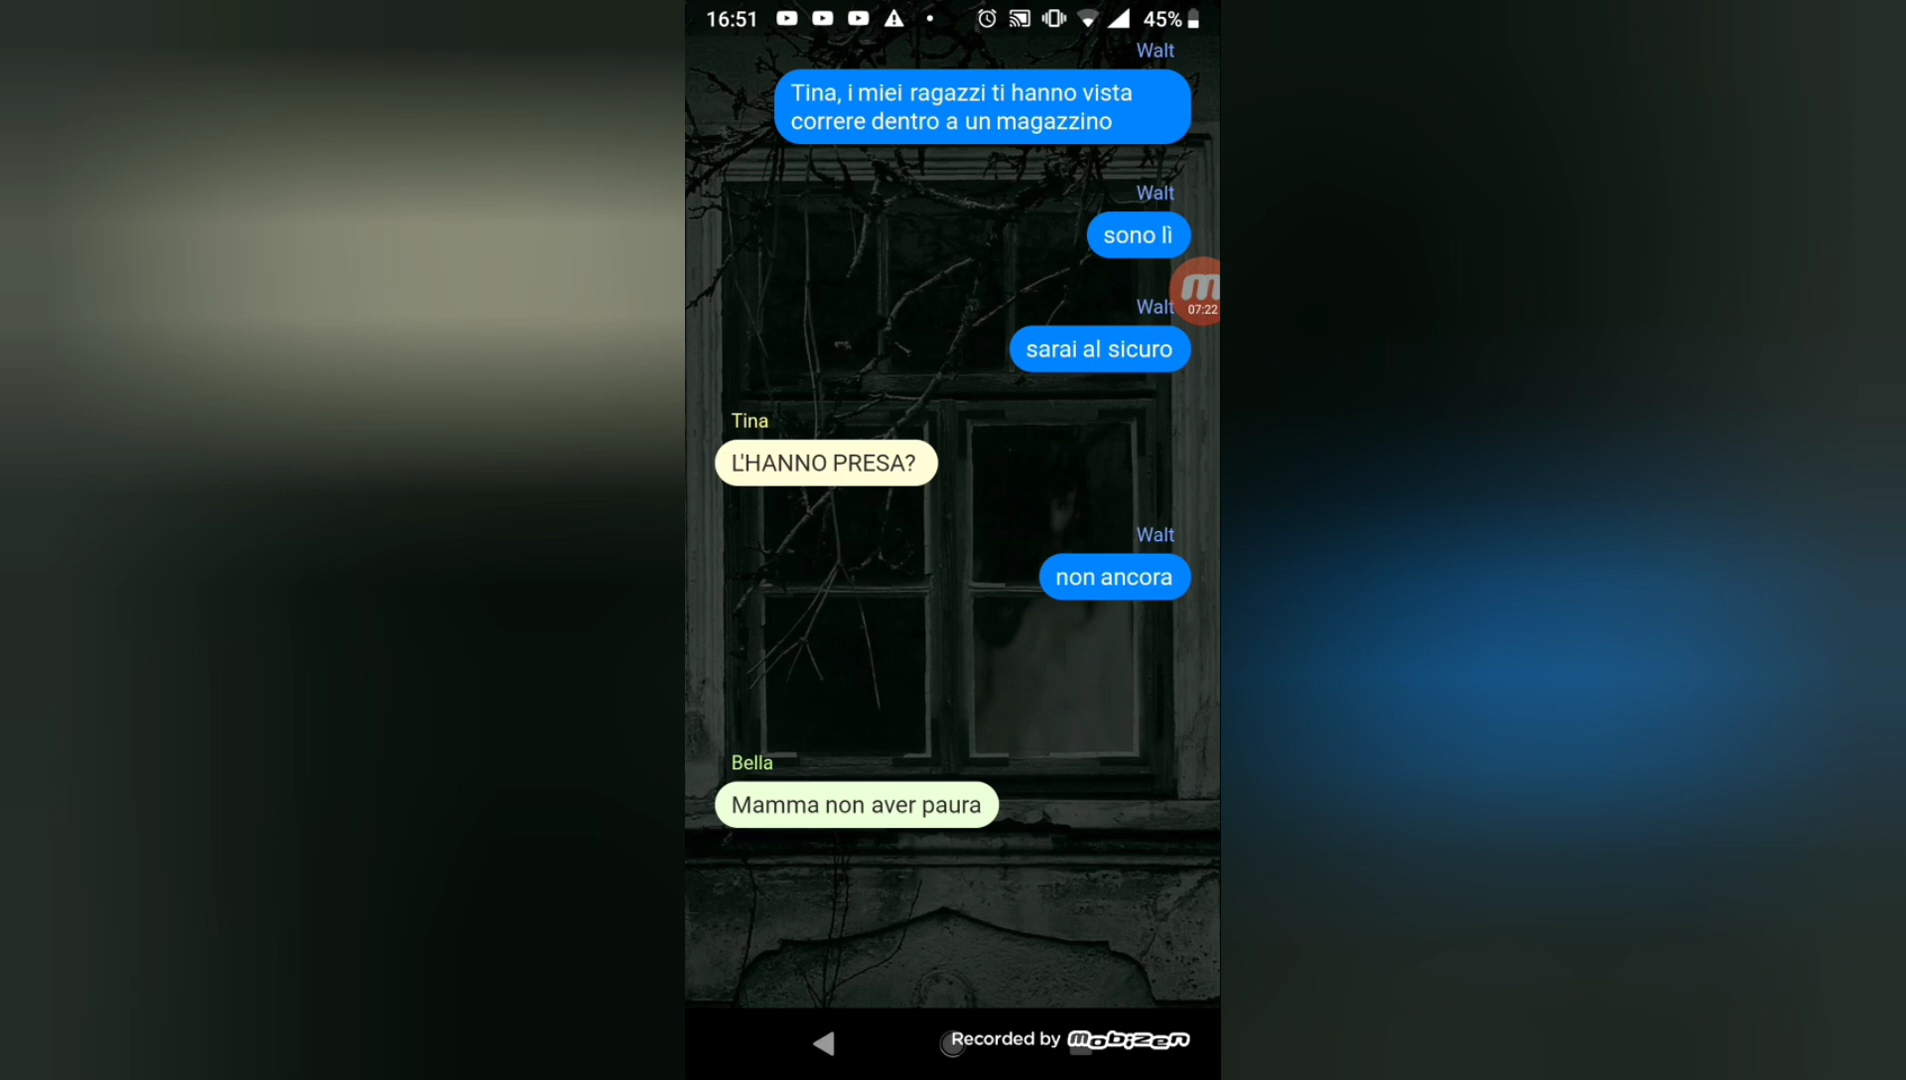 16:51
45%
Walt
Tina, i miei ragazzi ti hanno vista
correre dentro a un magazzino
Walt
sono lì
07:22
Walt
sarai al sicuro
Tina
L'HANNO PRESA?
Walt
non ancora
Bella
Mamma non aver paura
Recorded by mobizen